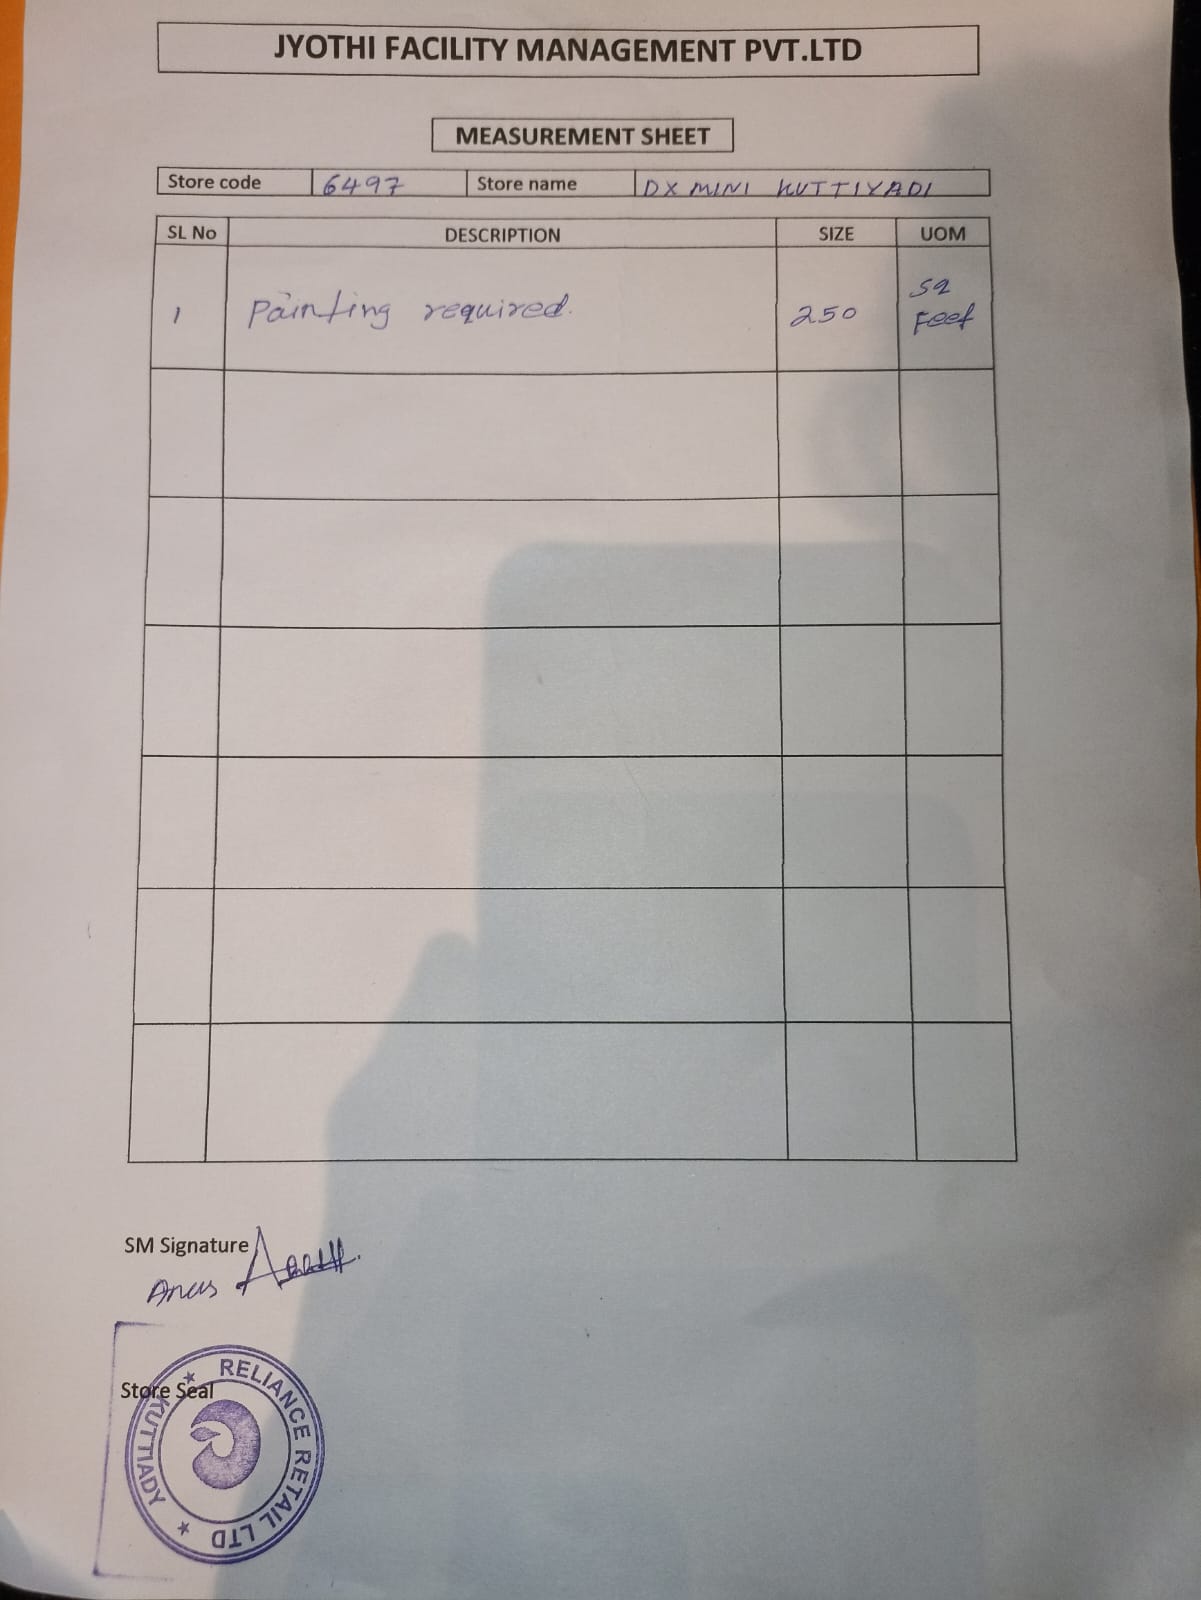 JYOTHI FACILITY MANAGEMENT PVT.LTD
MEASUREMENT SHEET
Store code 6497 Store name DX MINI KUTTIYADI
SL No DESCRIPTION SIZE UOM
1 Painting required. 250 Sq Feet
SM Signature
Anas
Store Seal
RELIANCE RETAIL LTD
KUTTIADY